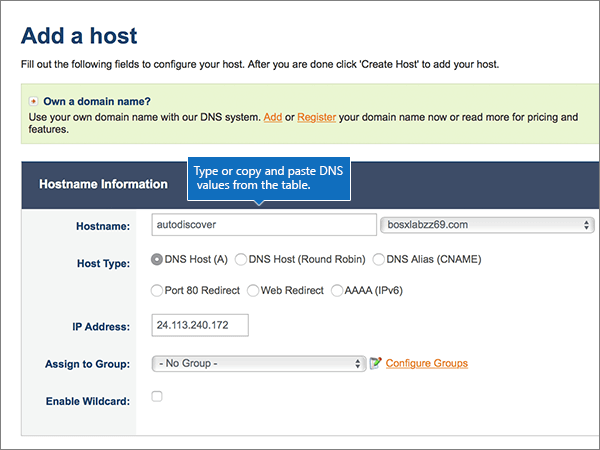 Add a host
Fill out the following fields to configure your host. After you are done click 'Create Host' to add your host.
Own a domain name?
Use your own domain name with our DNS system. Add or Register your domain name now or read more for pricing and
features.
Type or copy and paste DNS
values from the table.
Hostname Information
Hostname: autodiscover bosxlabzz69.com
Host Type: DNS Host (A) DNS Host (Round Robin) DNS Alias (CNAME)
Port 80 Redirect Web Redirect AAAA (IPv6)
IP Address: 24.113.240.172
Assign to Group: - No Group - Configure Groups
Enable Wildcard: